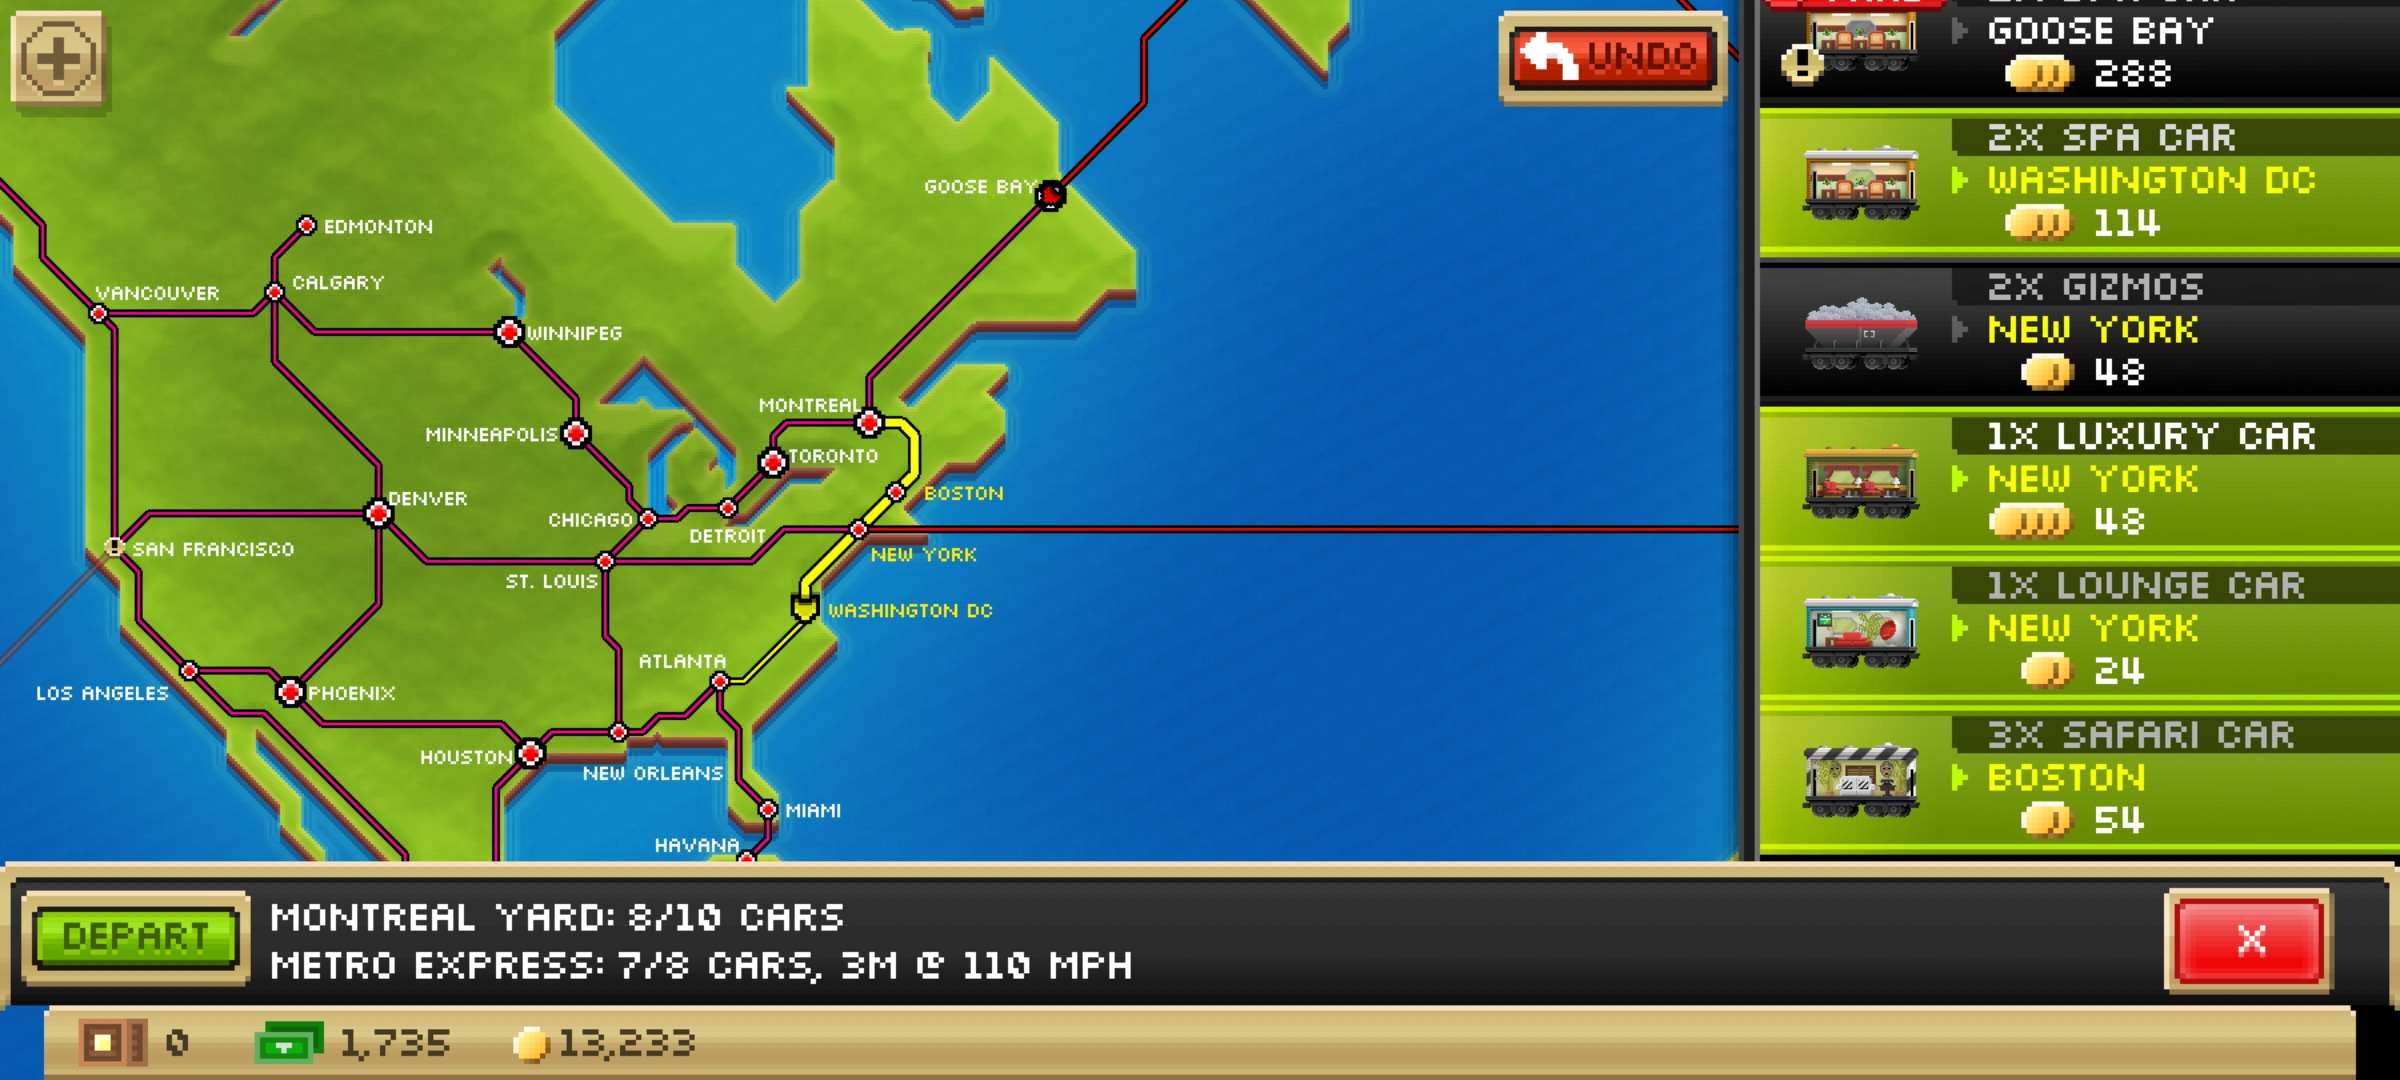 UNDO
GOOSE BAY
288
2X SPA CAR
WASHINGTON DC
114
2X GIZMOS
NEW YORK
48
1X LUXURY CAR
NEW YORK
48
1X LOUNGE CAR
NEW YORK
24
3X SAFARI CAR
BOSTON
54
GOOSE BAY
EDMONTON
CALGARY
VANCOUVER
WINNIPEG
MONTREAL
MINNEAPOLIS
TORONTO
BOSTON
DENVER
CHICAGO
DETROIT
SAN FRANCISCO
NEW YORK
ST. LOUIS
WASHINGTON DC
ATLANTA
LOS ANGELES
PHOENIX
HOUSTON
NEW ORLEANS
MIAMI
HAVANA
DEPART
MONTREAL YARD: 8/10 CARS
METRO EXPRESS: 7/8 CARS, 3M @ 110 MPH
X
0
1,735
13,233